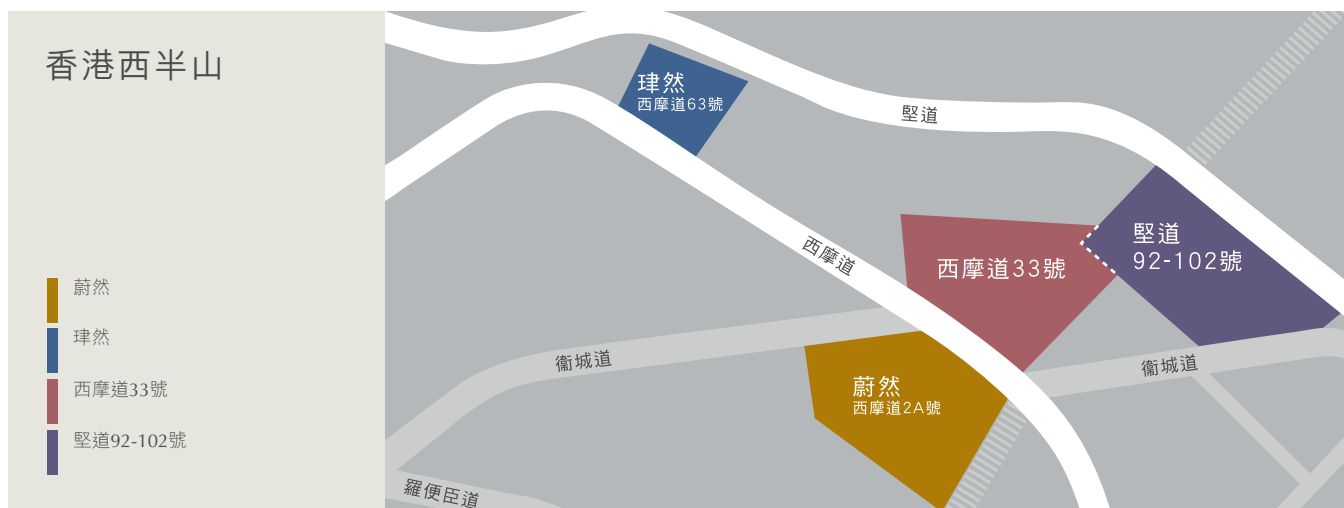 香港西半山
蔚然
琿然
西摩道33號
堅道92-102號
琿然
西摩道63號
堅道
西摩道
西摩道33號
堅道
92-102號
衞城道
蔚然
西摩道2A號
衞城道
羅便臣道